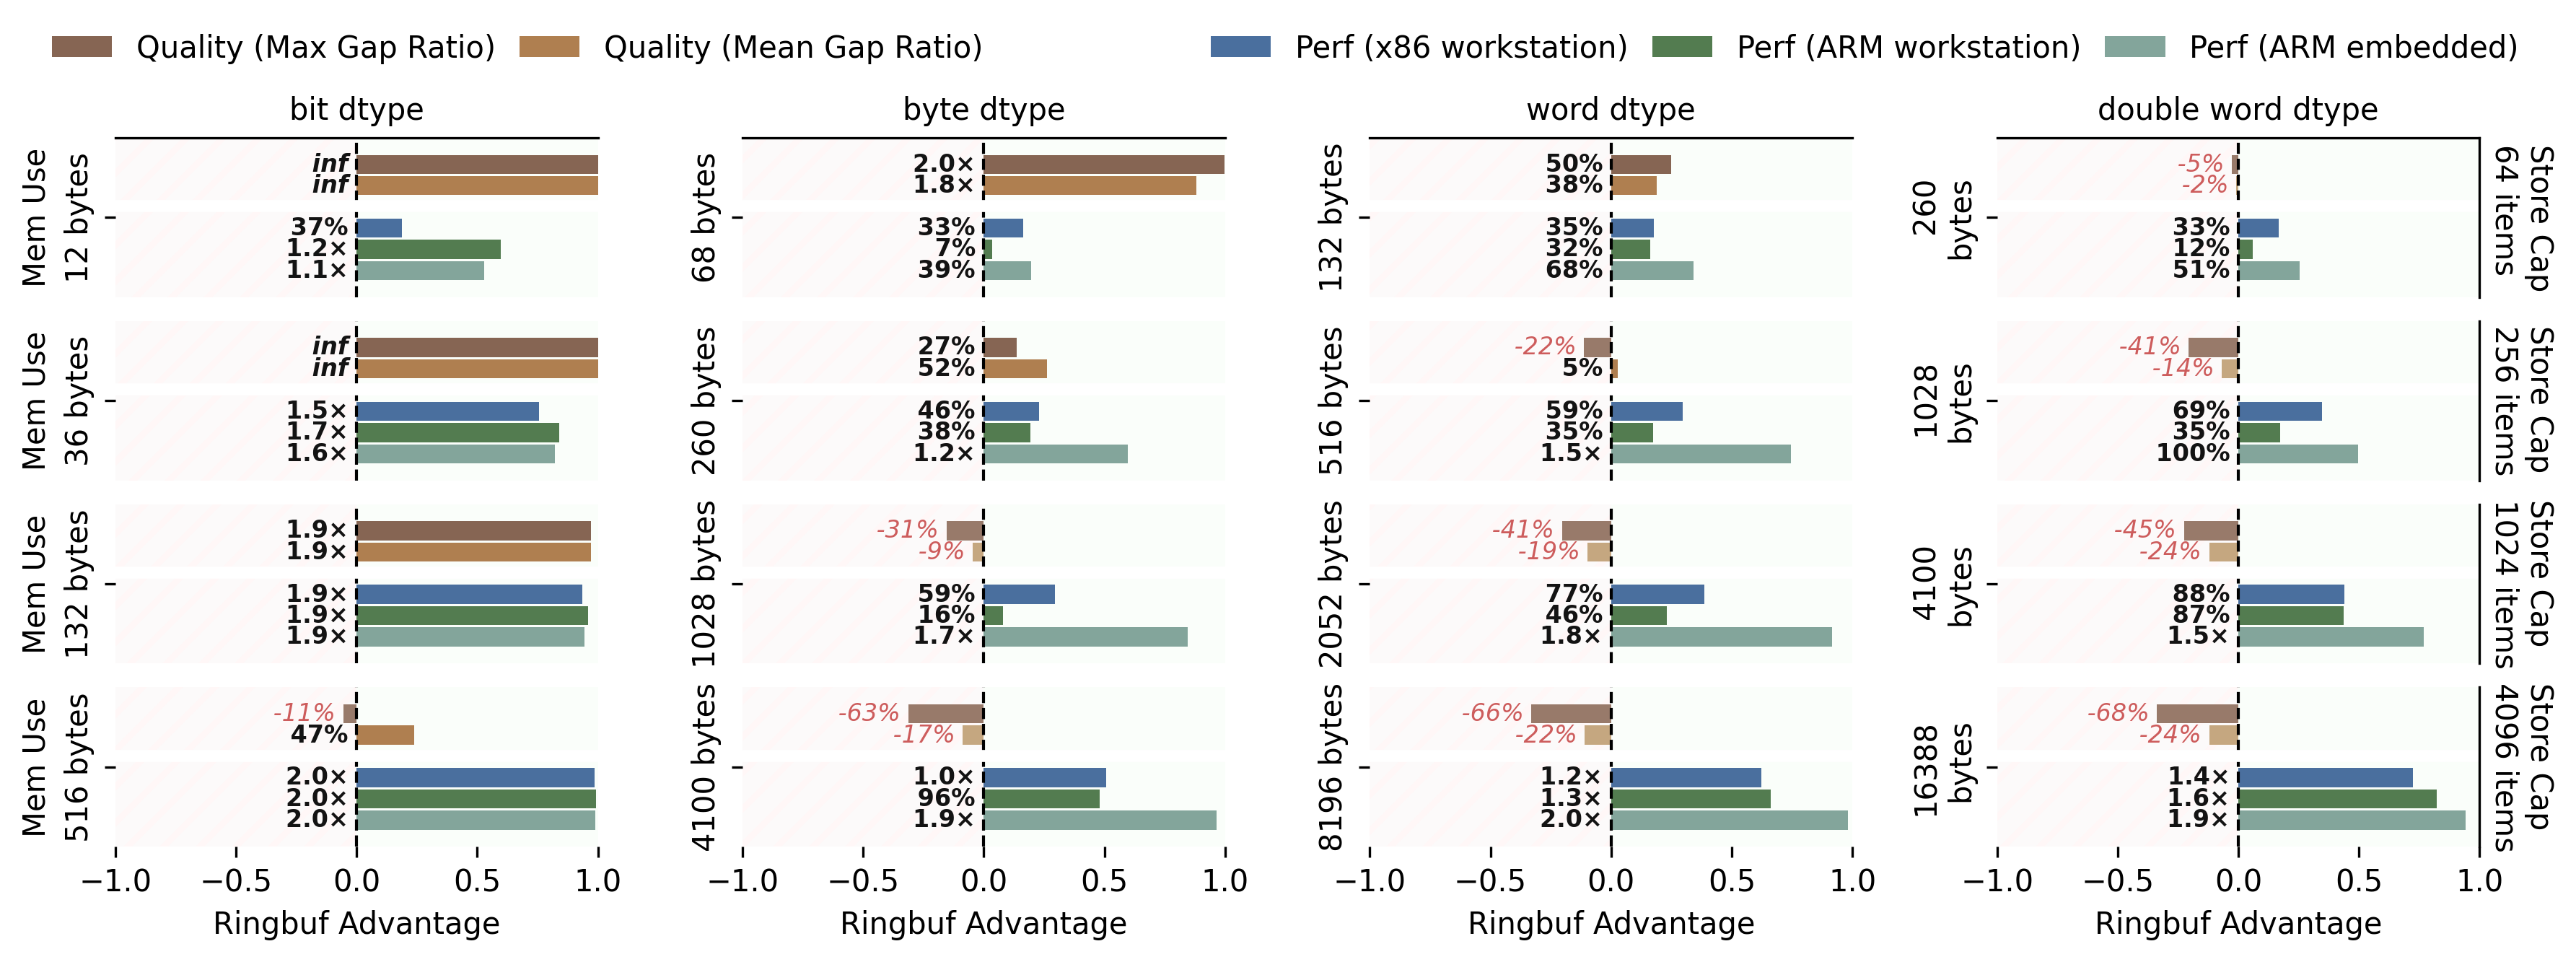 Quality (Max Gap Ratio) Quality (Mean Gap Ratio) Perf (x86 workstation) Perf (ARM workstation) Perf (ARM embedded)
bit dtype byte dtype word dtype double word dtype
Mem Use
12 bytes
inf
inf
37%
1.2×
1.1×
68 bytes
2.0×
1.8×
33%
7%
39%
132 bytes
50%
38%
35%
32%
68%
260
bytes
-5%
-2%
33%
12%
51%
Store Cap
64 items
Mem Use
36 bytes
inf
inf
1.5×
1.7×
1.6×
260 bytes
27%
52%
46%
38%
1.2×
516 bytes
-22%
5%
59%
35%
1.5×
1028
bytes
-41%
-14%
69%
35%
100%
Store Cap
256 items
Mem Use
132 bytes
1.9×
1.9×
1.9×
1.9×
1.9×
1028 bytes
-31%
-9%
59%
16%
1.7×
2052 bytes
-41%
-19%
77%
46%
1.8×
4100
bytes
-45%
-24%
88%
87%
1.5×
Store Cap
1024 items
Mem Use
516 bytes
-11%
47%
2.0×
2.0×
2.0×
4100 bytes
-63%
-17%
1.0×
96%
1.9×
8196 bytes
-66%
-22%
1.2×
1.3×
2.0×
16388
bytes
-68%
-24%
1.4×
1.6×
1.9×
Store Cap
4096 items
−1.0 −0.5 0.0 0.5 1.0 −1.0 −0.5 0.0 0.5 1.0 −1.0 −0.5 0.0 0.5 1.0 −1.0 −0.5 0.0 0.5 1.0
Ringbuf Advantage Ringbuf Advantage Ringbuf Advantage Ringbuf Advantage